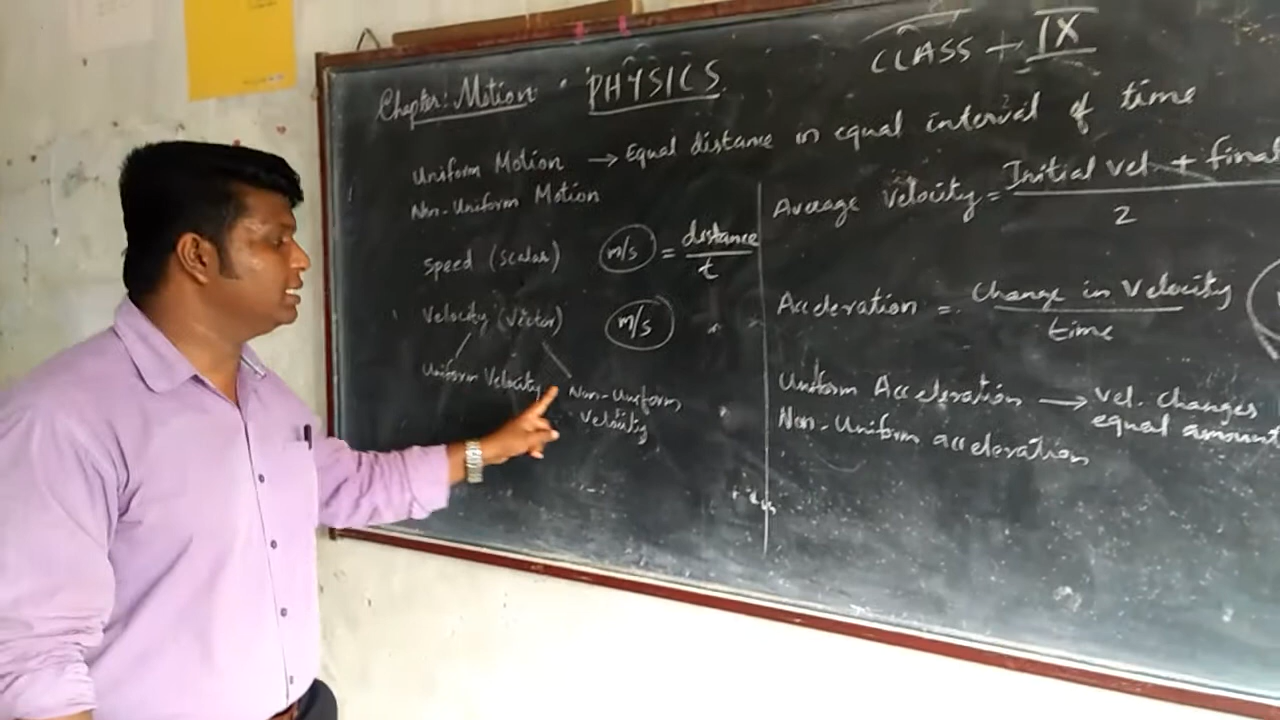 Chapter: Motion
PHYSICS
CLASS - IX
Uniform Motion → Equal distance in equal interval of time
Non-Uniform Motion
Speed (Scalar) m/s = distance
t
Velocity (Vector) m/s
Uniform Velocity
Non-Uniform
Velocity
Average Velocity = Initial vel + final
2
Acceleration = Change in Velocity
time
Uniform Acceleration → vel. changes
equal amount
Non-Uniform acceleration